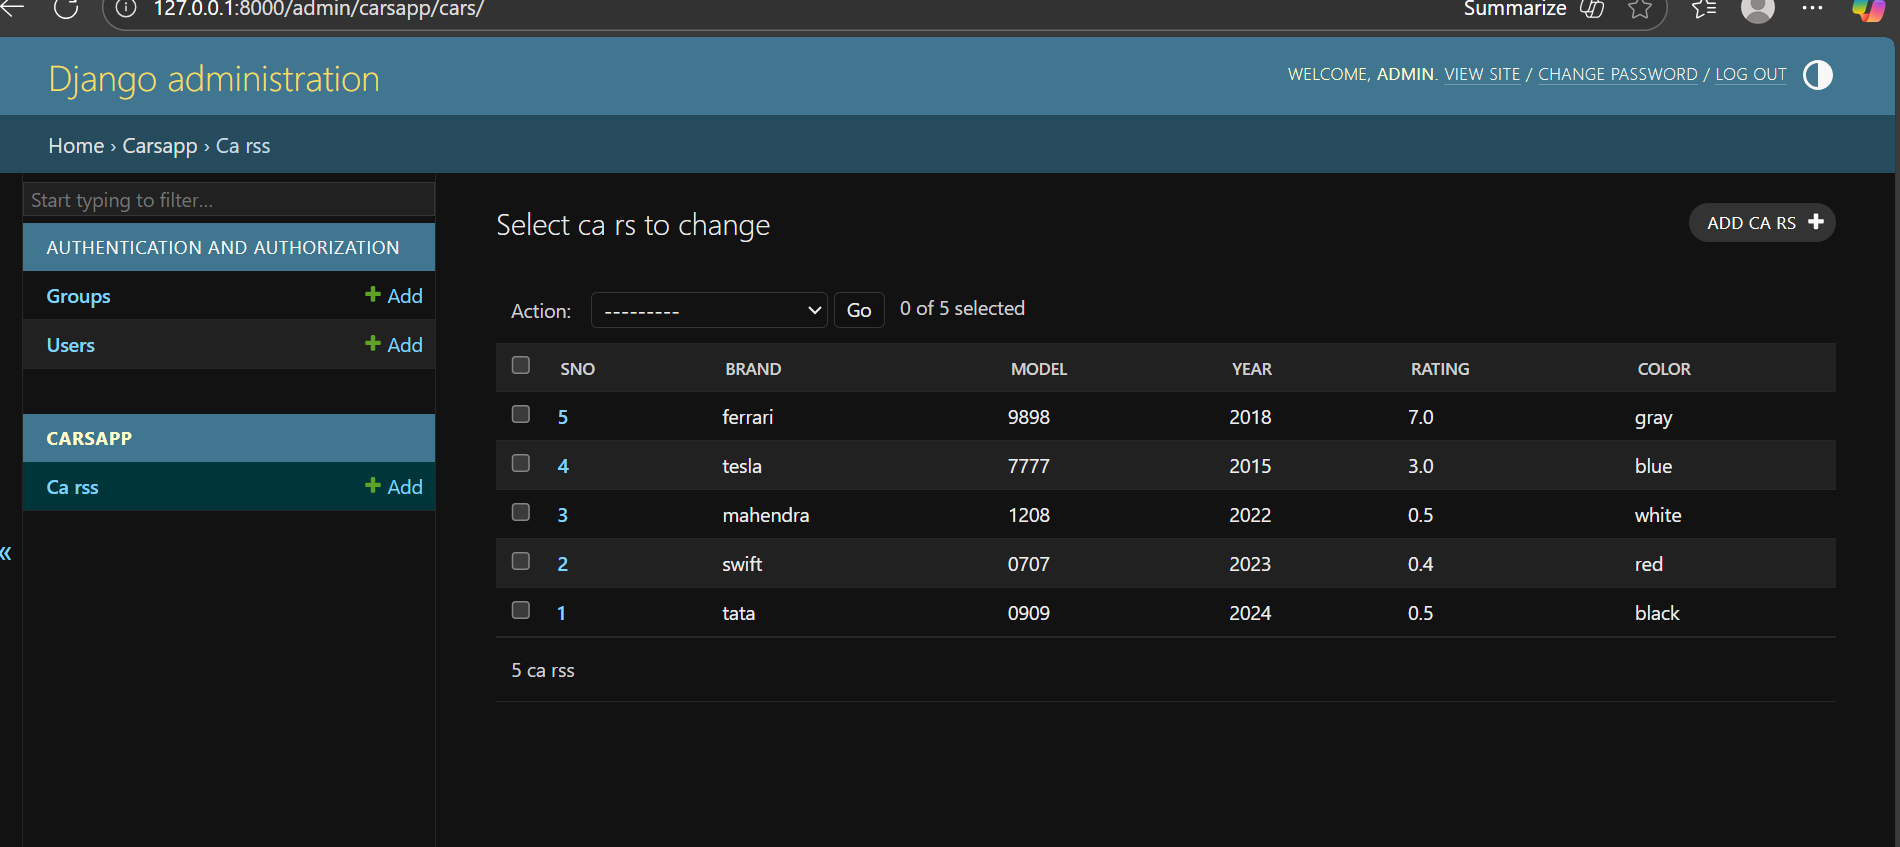 127.0.0.1:8000/admin/carsapp/cars/ Summarize
Django administration
WELCOME, ADMIN. VIEW SITE / CHANGE PASSWORD / LOG OUT
Home › Carsapp › Ca rss
Start typing to filter...
AUTHENTICATION AND AUTHORIZATION
Groups + Add
Users + Add
CARSAPP
Ca rss + Add
«
Select ca rs to change
ADD CA RS +
Action: --------- Go 0 of 5 selected
SNO BRAND MODEL YEAR RATING COLOR
5 ferrari 9898 2018 7.0 gray
4 tesla 7777 2015 3.0 blue
3 mahendra 1208 2022 0.5 white
2 swift 0707 2023 0.4 red
1 tata 0909 2024 0.5 black
5 ca rss